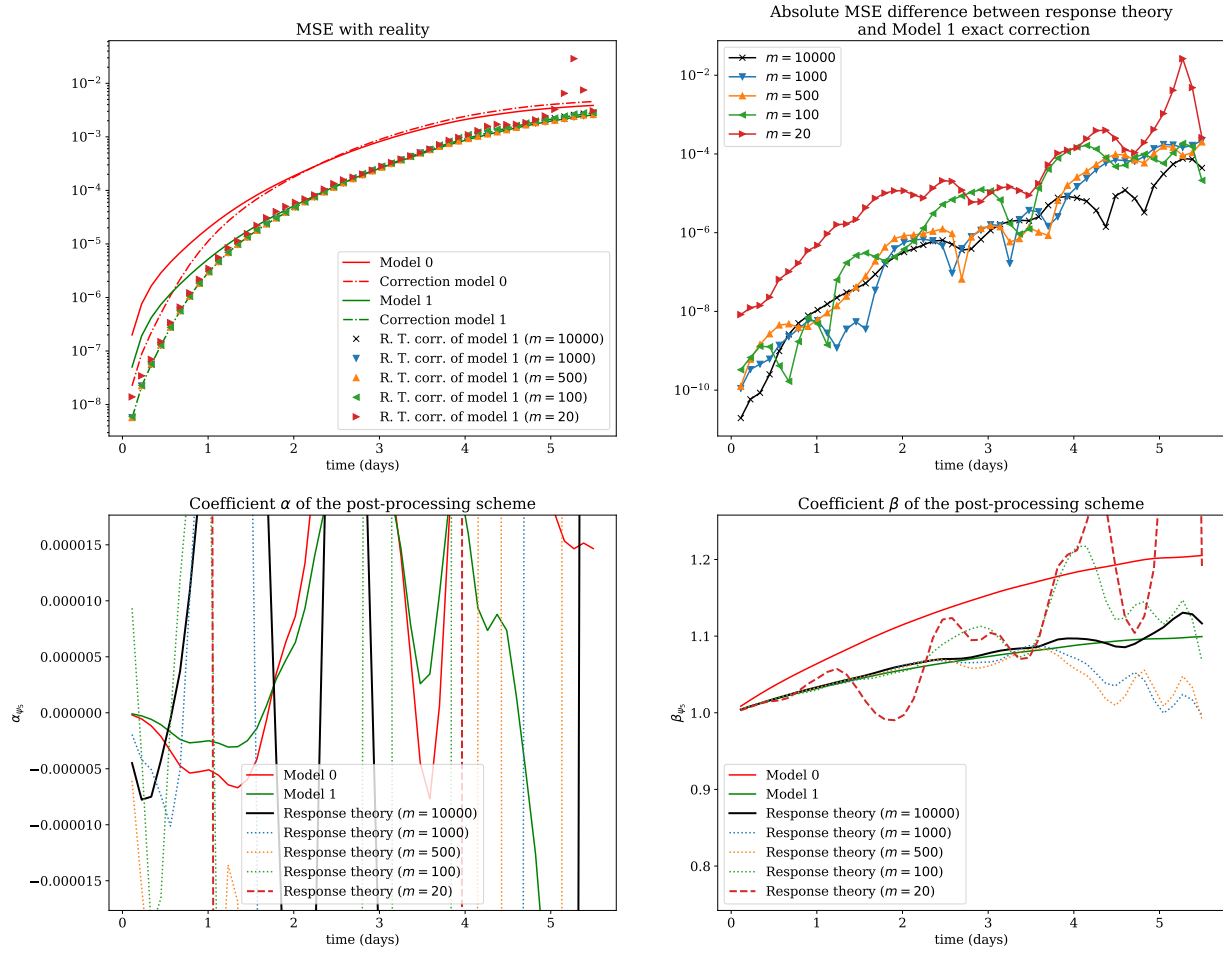 MSE with reality
10⁻²
10⁻³
10⁻⁴
10⁻⁵
10⁻⁶
10⁻⁷
10⁻⁸
Model 0
Correction model 0
Model 1
Correction model 1
R. T. corr. of model 1 (m = 10000)
R. T. corr. of model 1 (m = 1000)
R. T. corr. of model 1 (m = 500)
R. T. corr. of model 1 (m = 100)
R. T. corr. of model 1 (m = 20)
0 1 2 3 4 5
time (days)
Absolute MSE difference between response theory
and Model 1 exact correction
10⁻²
10⁻⁴
10⁻⁶
10⁻⁸
10⁻¹⁰
m = 10000
m = 1000
m = 500
m = 100
m = 20
0 1 2 3 4 5
time (days)
Coefficient α of the post-processing scheme
α_ψ₅
0.000015
0.000010
0.000005
0.000000
−0.000005
−0.000010
−0.000015
Model 0
Model 1
Response theory (m = 10000)
Response theory (m = 1000)
Response theory (m = 500)
Response theory (m = 100)
Response theory (m = 20)
0 1 2 3 4 5
time (days)
Coefficient β of the post-processing scheme
β_ψ₅
1.2
1.1
1.0
0.9
0.8
Model 0
Model 1
Response theory (m = 10000)
Response theory (m = 1000)
Response theory (m = 500)
Response theory (m = 100)
Response theory (m = 20)
0 1 2 3 4 5
time (days)